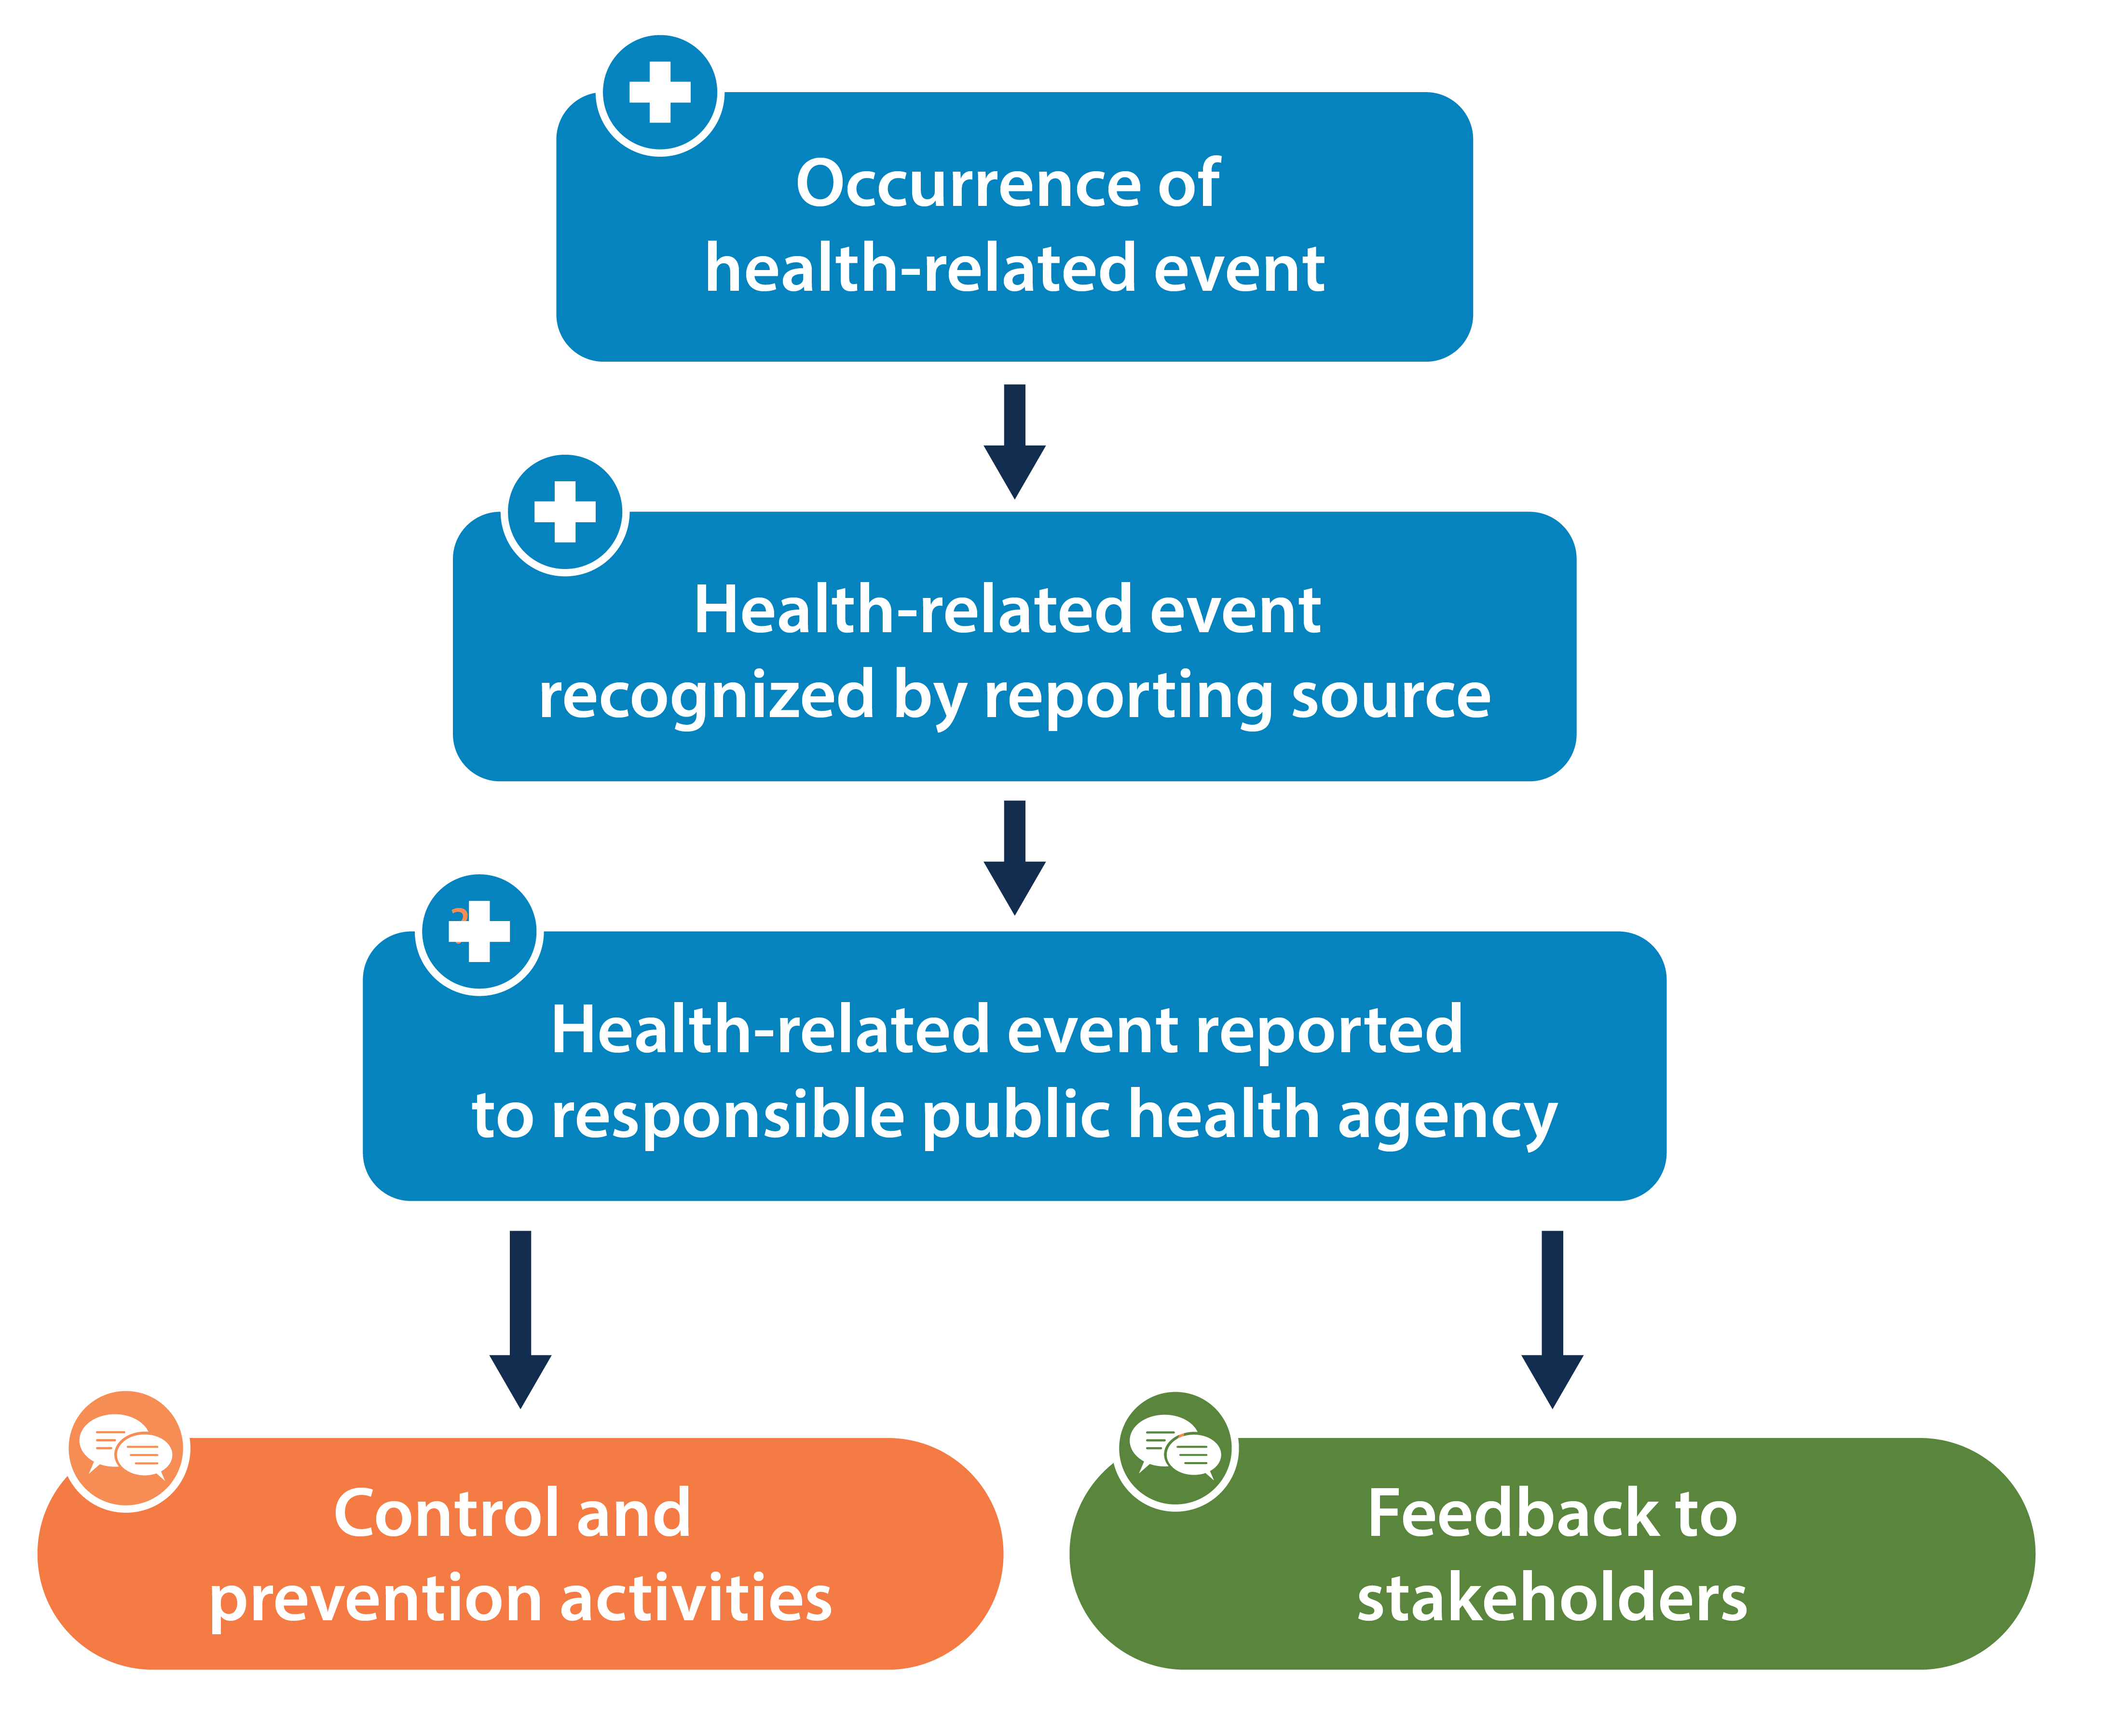 Occurrence of
health-related event
Health-related event
recognized by reporting source
Health-related event reported
to responsible public health agency
Control and
prevention activities
Feedback to
stakeholders